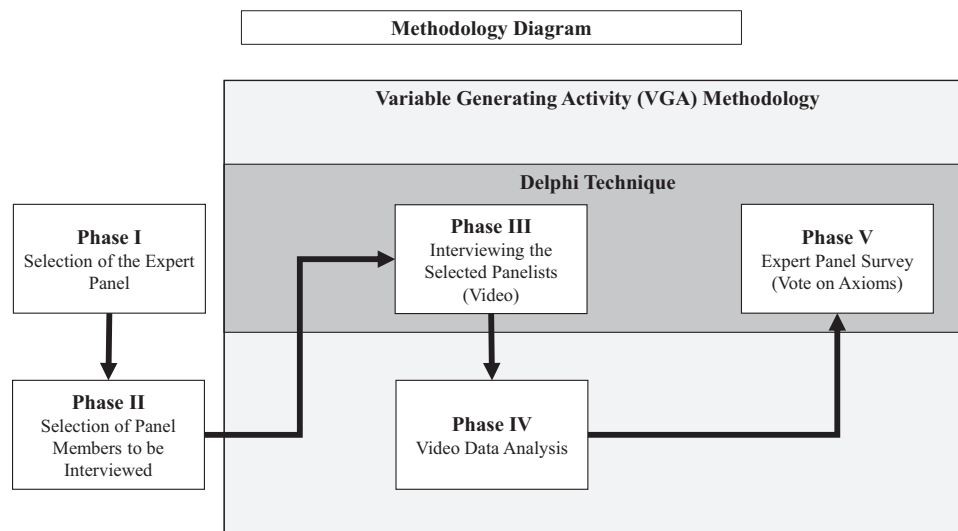 Methodology Diagram
Variable Generating Activity (VGA) Methodology
Delphi Technique
Phase I
Selection of the Expert
Panel
Phase II
Selection of Panel
Members to be
Interviewed
Phase III
Interviewing the
Selected Panelists
(Video)
Phase IV
Video Data Analysis
Phase V
Expert Panel Survey
(Vote on Axioms)